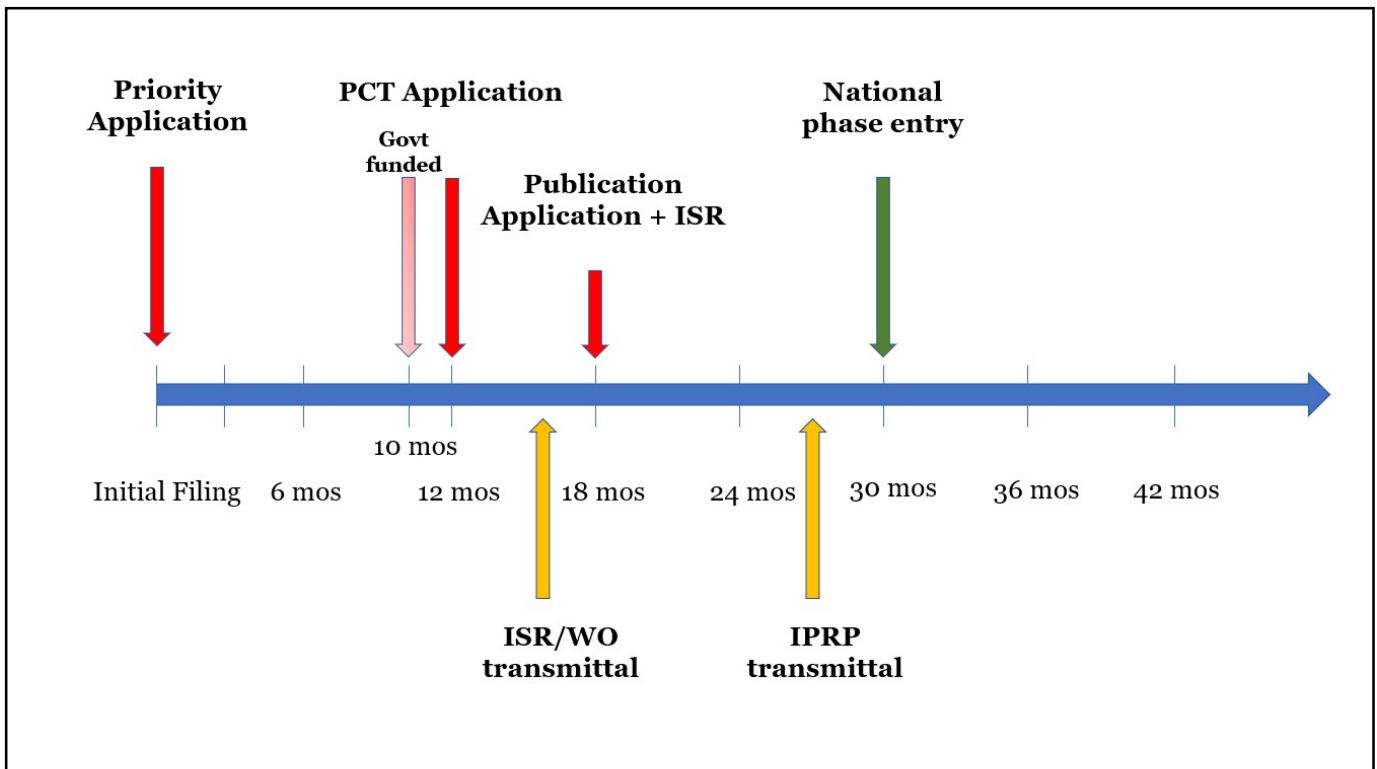 Priority
Application
PCT Application
Govt
funded
Publication
Application + ISR
National
phase entry
10 mos
Initial Filing
6 mos
12 mos
18 mos
24 mos
30 mos
36 mos
42 mos
ISR/WO
transmittal
IPRP
transmittal